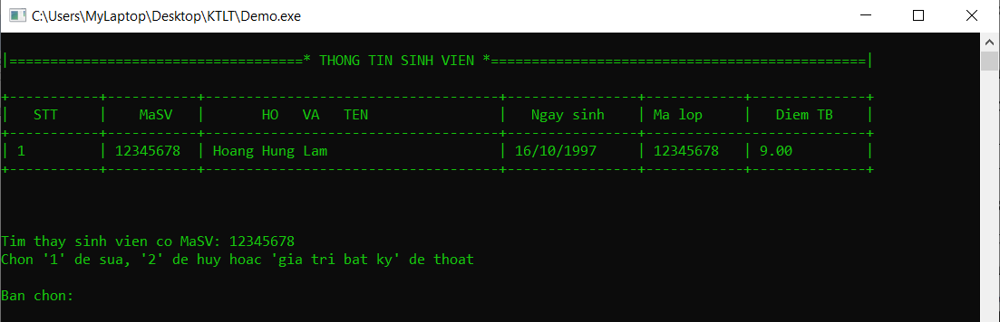 C:\Users\MyLaptop\Desktop\KTLT\Demo.exe
|====================================* THONG TIN SINH VIEN *==============================================|
+-----------+-----------+------------------------------------+----------------+------------+--------------+
|   STT     |    MaSV   |       HO   VA   TEN                |   Ngay sinh    | Ma lop     |   Diem TB    |
+-----------+-----------+------------------------------------+----------------+------------+--------------+
| 1         | 12345678  | Hoang Hung Lam                     | 16/10/1997     | 12345678   | 9.00         |
+-----------+-----------+------------------------------------+----------------+------------+--------------+
Tim thay sinh vien co MaSV: 12345678
Chon '1' de sua, '2' de huy hoac 'gia tri bat ky' de thoat
Ban chon: